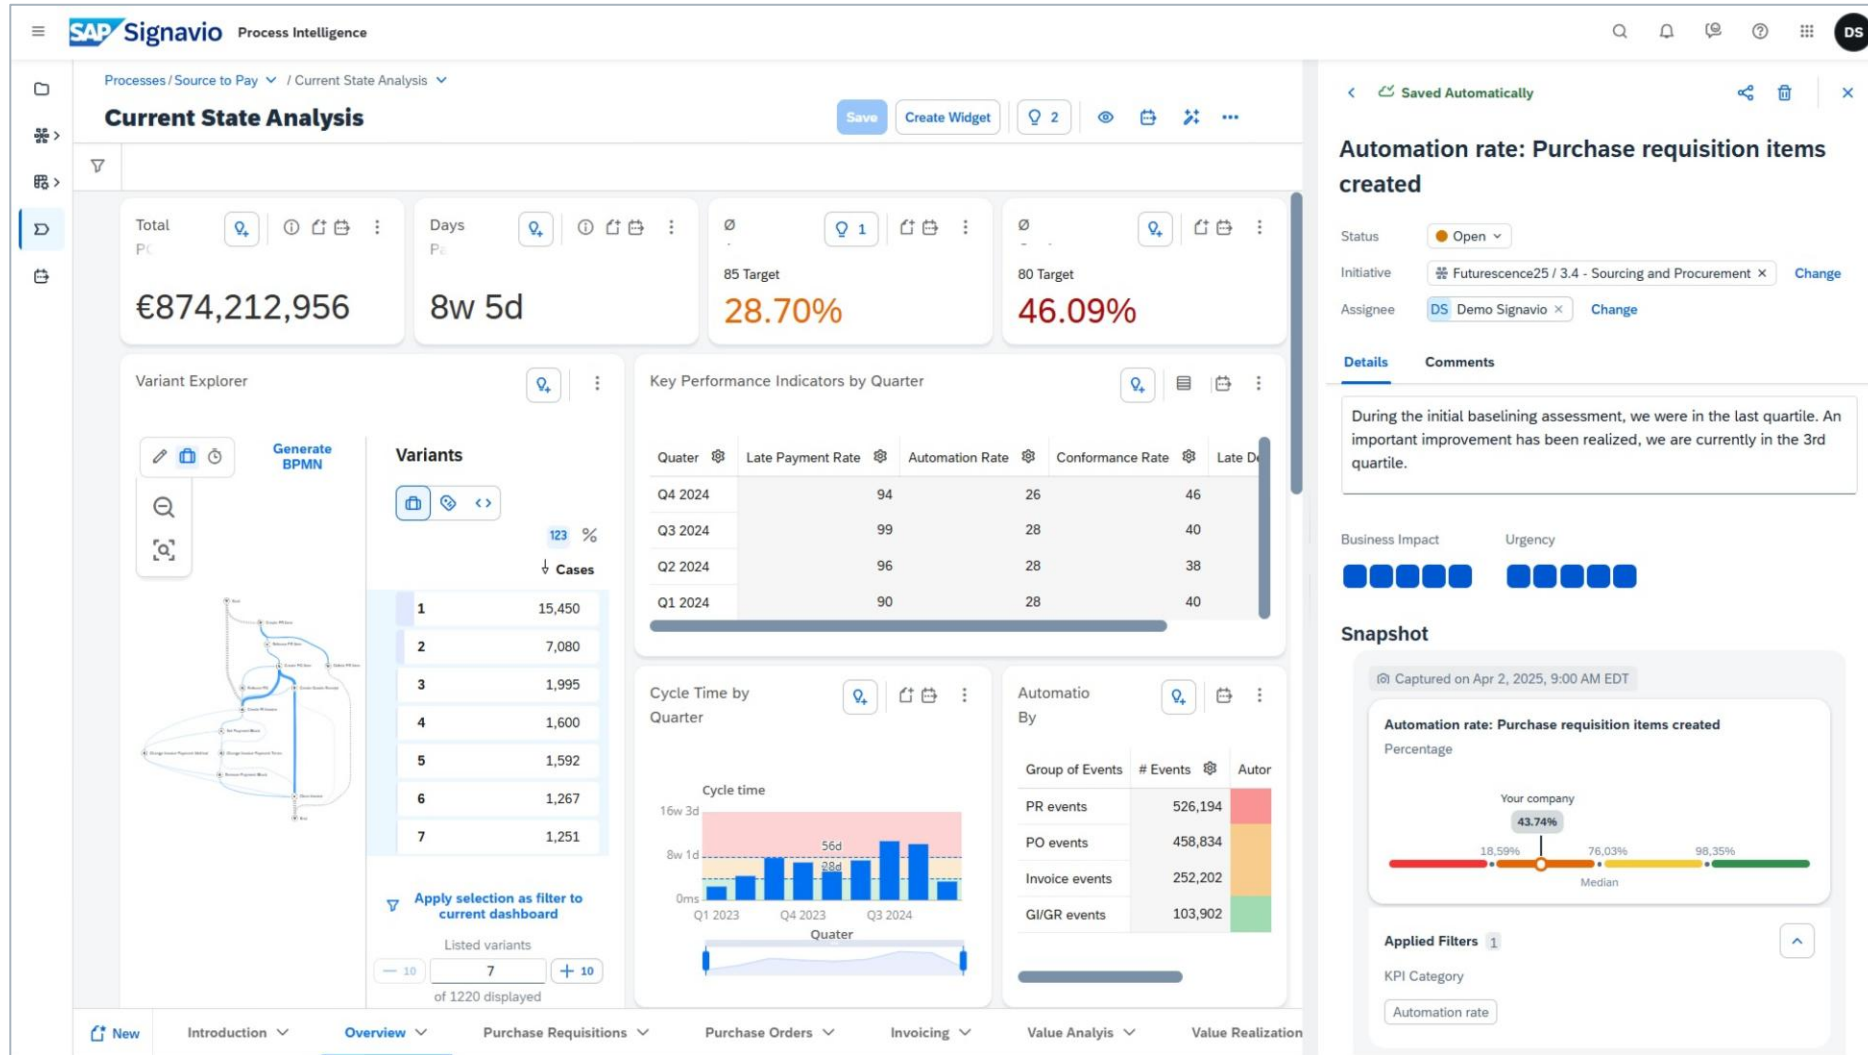 SAP Signavio Process Intelligence
DS
Processes / Source to Pay / Current State Analysis
Current State Analysis
Save
Create Widget
2
Total
€874,212,956
Days
8w 5d
Ø
1
85 Target
28.70%
Ø
80 Target
46.09%
Variant Explorer
Generate
BPMN
Variants
123 %
Cases
1 15,450
2 7,080
3 1,995
4 1,600
5 1,592
6 1,267
7 1,251
Apply selection as filter to
current dashboard
Listed variants
— 10 7 + 10
of 1220 displayed
Key Performance Indicators by Quarter
Quater Late Payment Rate Automation Rate Conformance Rate Late De
Q4 2024 94 26 46
Q3 2024 99 28 40
Q2 2024 96 28 38
Q1 2024 90 28 40
Cycle Time by
Quarter
Cycle time
16w 3d
8w 1d
0ms
56d
28d
Q1 2023 Q4 2023 Q3 2024
Quater
Automatio
By
Group of Events # Events Autor
PR events 526,194
PO events 458,834
Invoice events 252,202
GI/GR events 103,902
New Introduction Overview Purchase Requisitions Purchase Orders Invoicing Value Analyis Value Realization
Saved Automatically
Automation rate: Purchase requisition items
created
Status Open
Initiative Futurescence25 / 3.4 - Sourcing and Procurement × Change
Assignee DS Demo Signavio × Change
Details Comments
During the initial baselining assessment, we were in the last quartile. An
important improvement has been realized, we are currently in the 3rd
quartile.
Business Impact Urgency
Snapshot
Captured on Apr 2, 2025, 9:00 AM EDT
Automation rate: Purchase requisition items created
Percentage
Your company
43.74%
18,59% 76,03% 98,35%
Median
Applied Filters 1
KPI Category
Automation rate